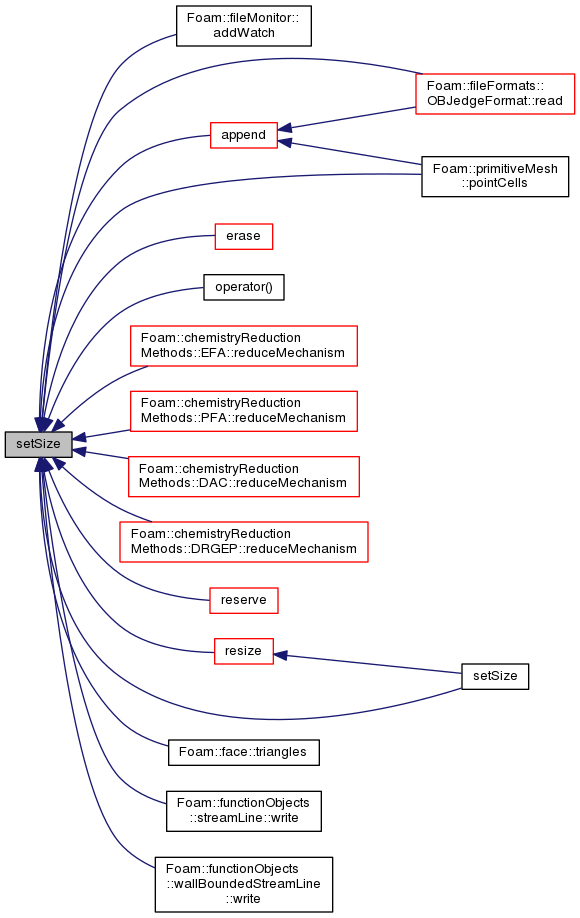 Foam::fileMonitor::
addWatch
Foam::fileFormats::
OBJedgeFormat::read
append
Foam::primitiveMesh
::pointCells
erase
operator()
Foam::chemistryReduction
Methods::EFA::reduceMechanism
Foam::chemistryReduction
Methods::PFA::reduceMechanism
setSize
Foam::chemistryReduction
Methods::DAC::reduceMechanism
Foam::chemistryReduction
Methods::DRGEP::reduceMechanism
reserve
resize
setSize
Foam::face::triangles
Foam::functionObjects
::streamLine::write
Foam::functionObjects
::wallBoundedStreamLine
::write